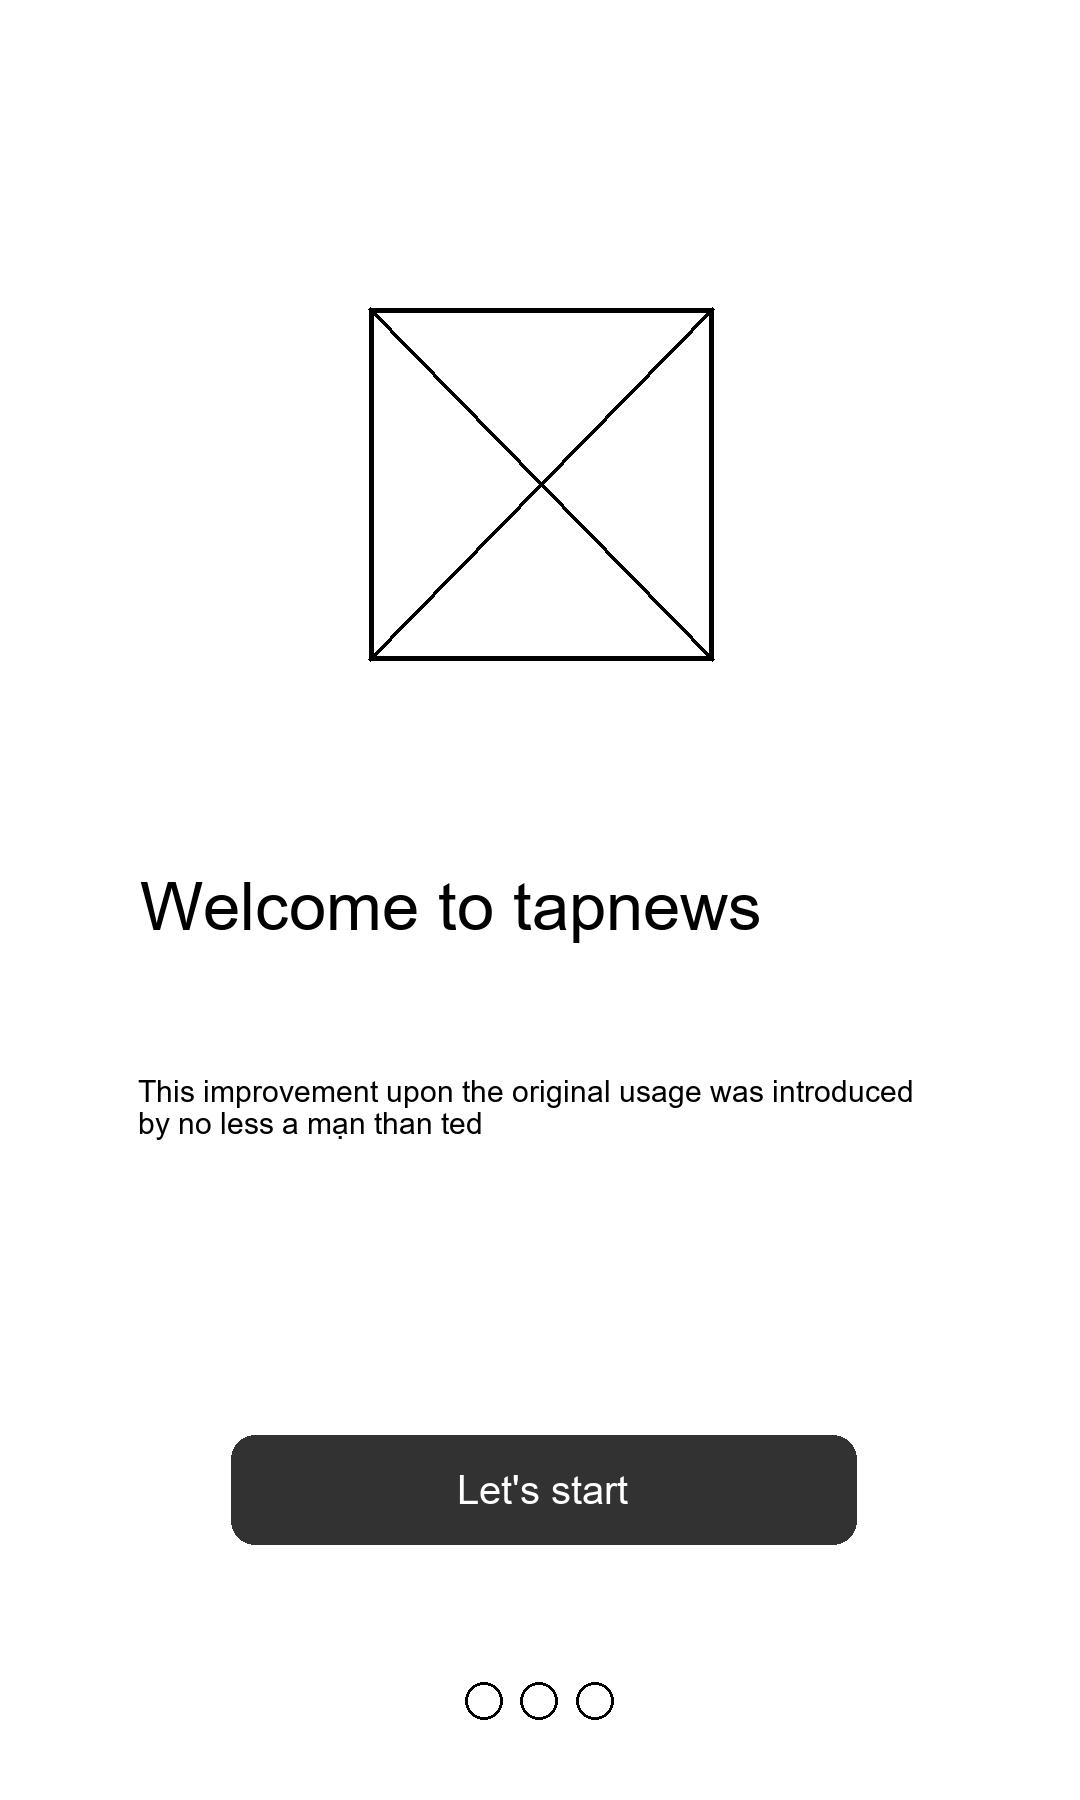 Welcome to tapnews
This improvement upon the original usage was introduced
by no less a mạn than ted
Let's start